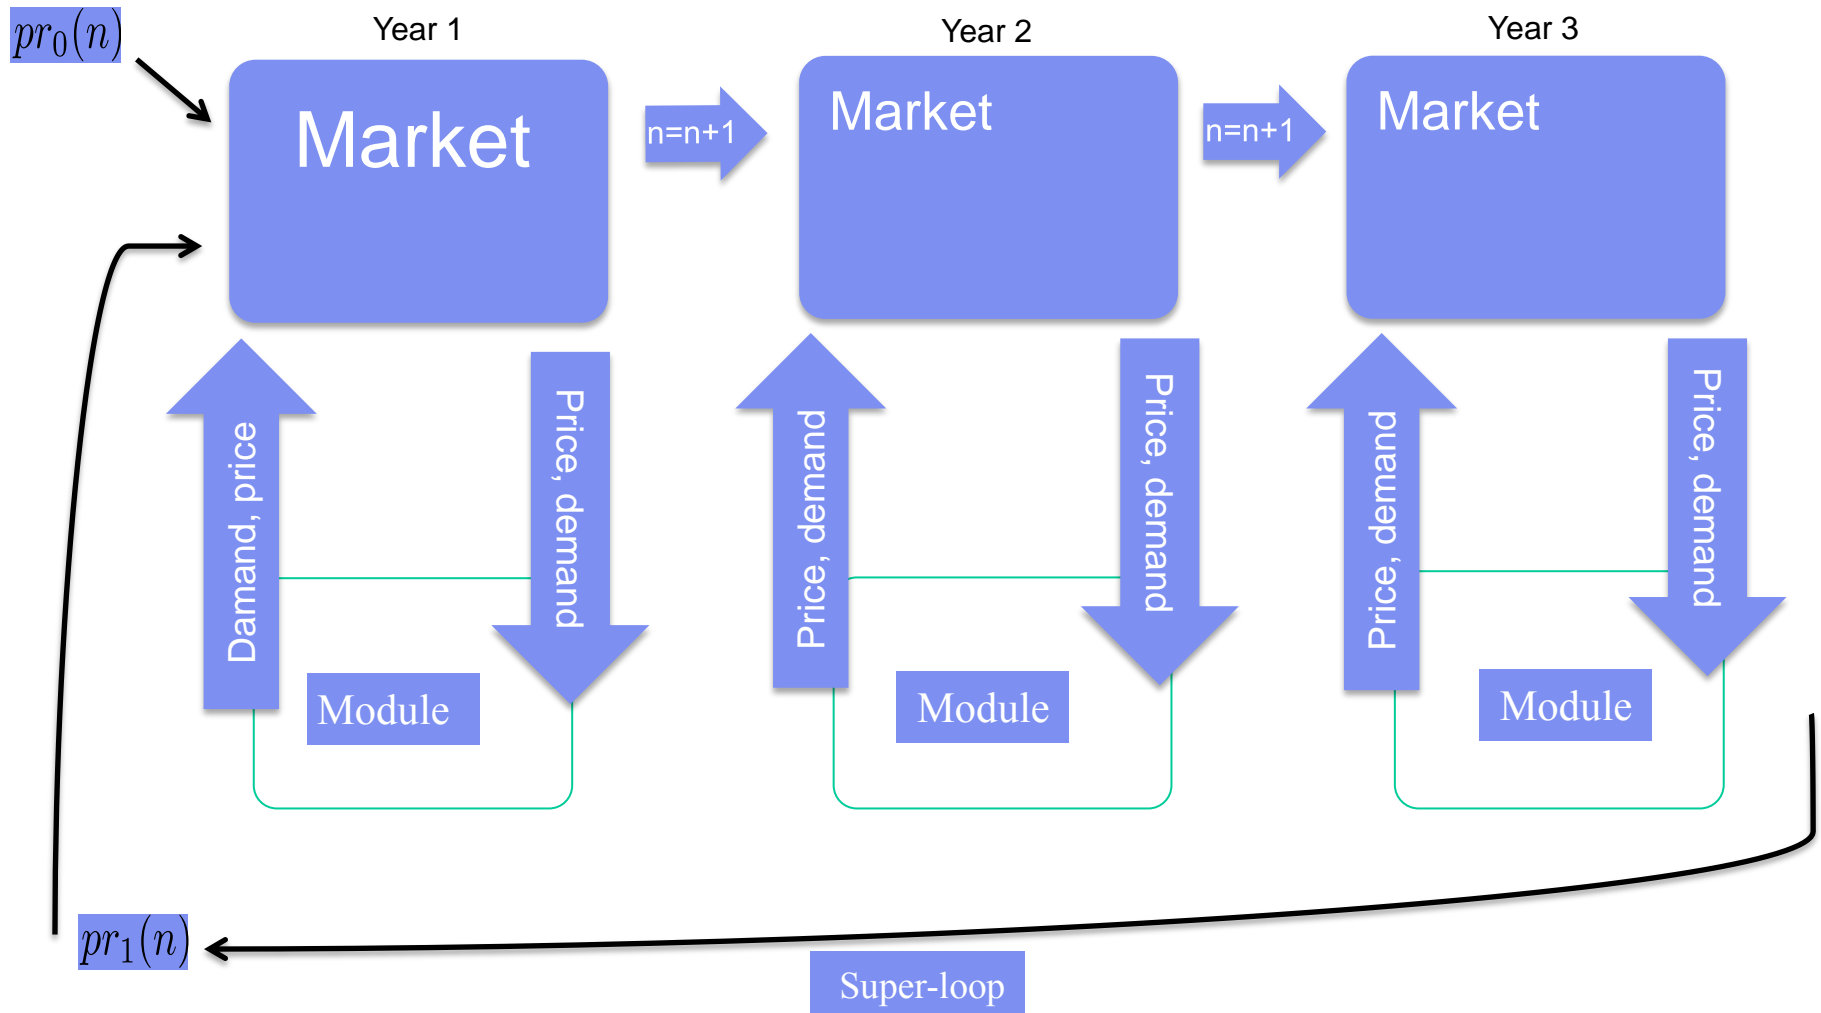 pr₀(n)
Year 1
Year 2
Year 3
Market
n=n+1
Market
n=n+1
Market
Damand, price
Price, demand
Price, demand
Price, demand
Price, demand
Price, demand
Module
Module
Module
pr₁(n)
Super-loop